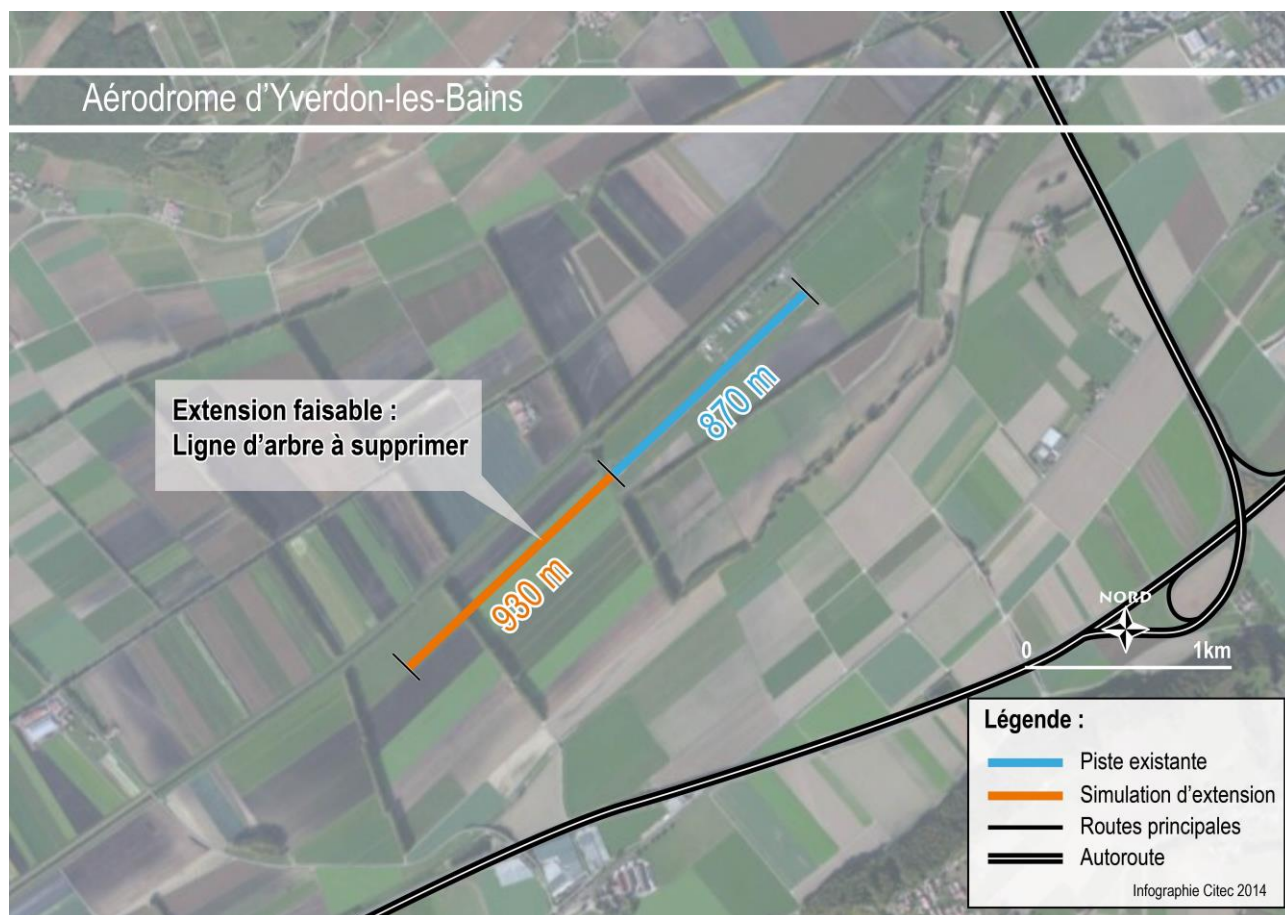 Aérodrome d'Yverdon-les-Bains
Extension faisable :
Ligne d'arbre à supprimer
870 m
930 m
NORD
0 1km
Légende :
Piste existante
Simulation d'extension
Routes principales
Autoroute
Infographie Citec 2014